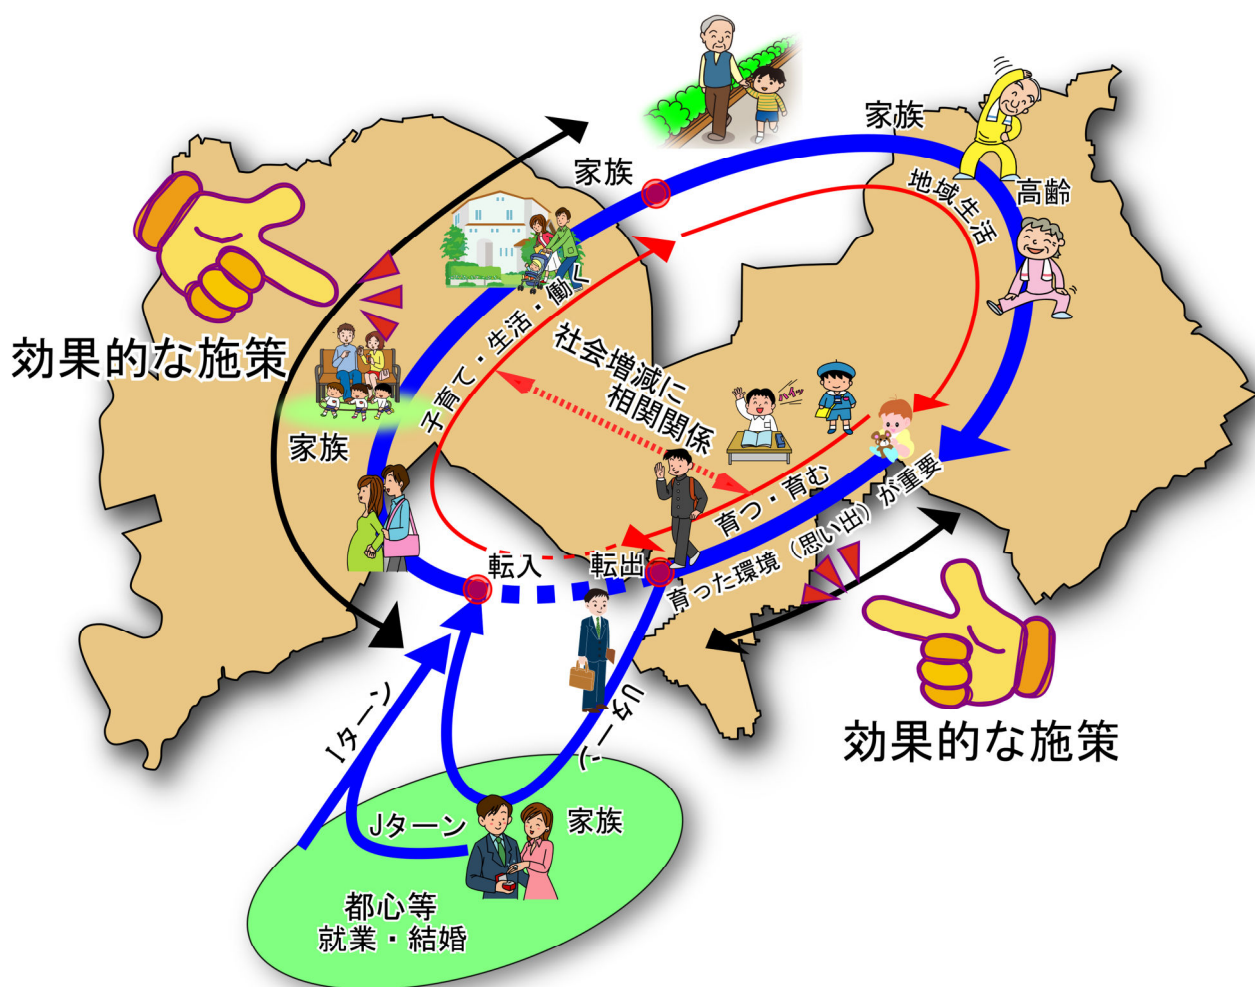 家族
家族
高齢
地域生活
効果的な施策
子育て・生活・働く
社会増減に
相関関係
ハイッ
家族
育つ・育む
育った環境（思い出）が重要
転入
転出
Iターン
Uターン
効果的な施策
Jターン
家族
都心等
就業・結婚